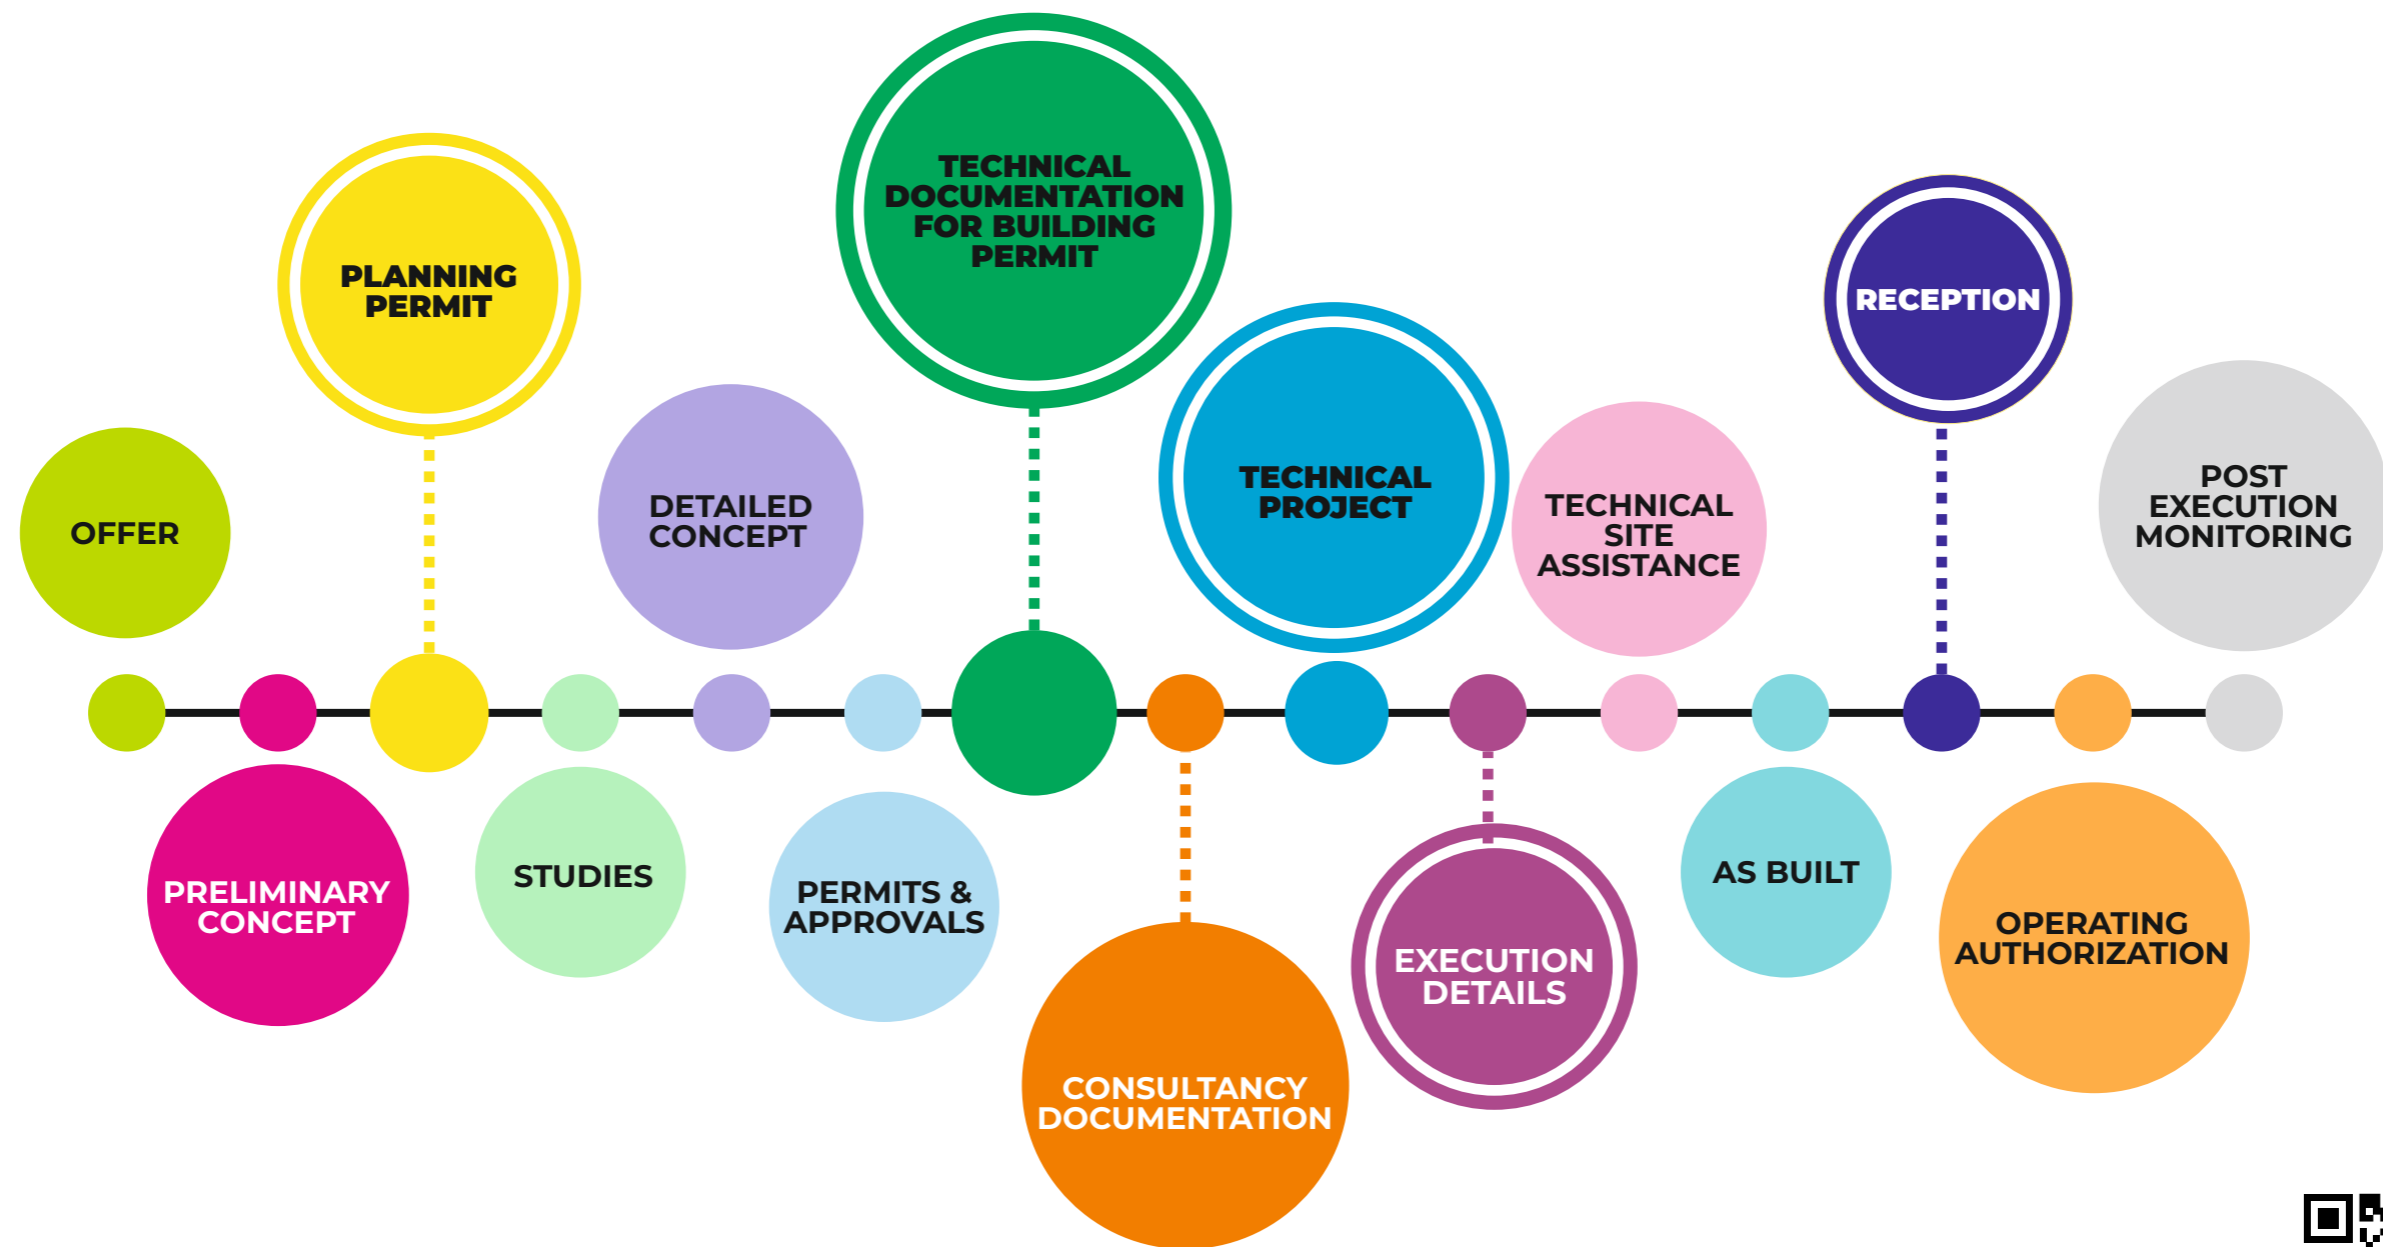 OFFER
PRELIMINARY
CONCEPT
PLANNING
PERMIT
STUDIES
DETAILED
CONCEPT
PERMITS &
APPROVALS
TECHNICAL
DOCUMENTATION
FOR BUILDING
PERMIT
CONSULTANCY
DOCUMENTATION
TECHNICAL
PROJECT
EXECUTION
DETAILS
TECHNICAL
SITE
ASSISTANCE
AS BUILT
RECEPTION
OPERATING
AUTHORIZATION
POST
EXECUTION
MONITORING